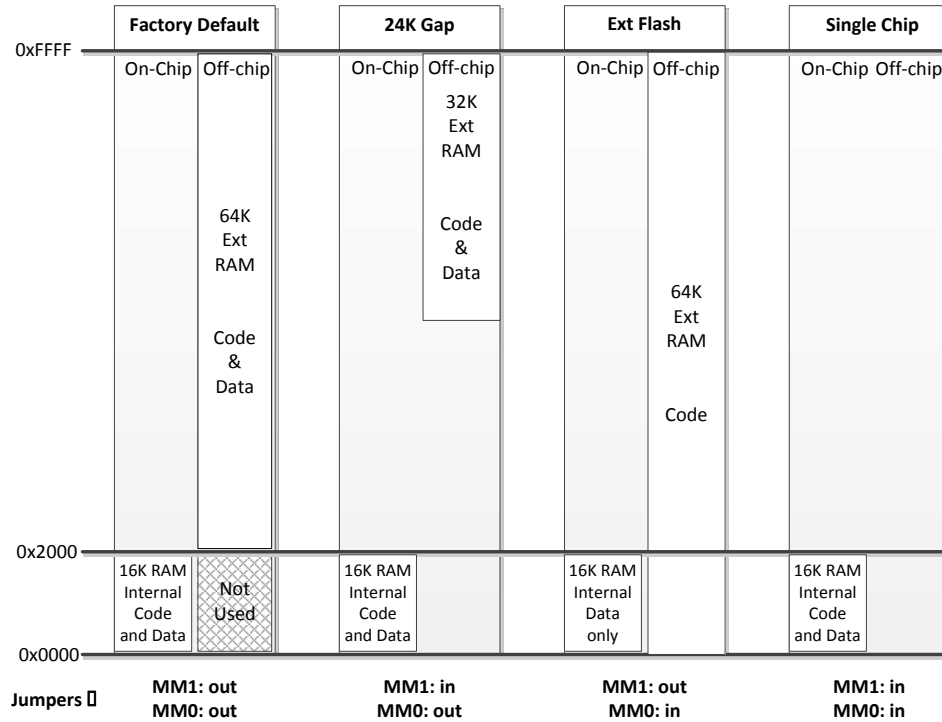 Factory Default
24K Gap
Ext Flash
Single Chip
0xFFFF
On-Chip Off-chip
On-Chip Off-chip
On-Chip Off-chip
On-Chip Off-chip
64K
Ext
RAM
Code
&
Data
32K
Ext
RAM
Code
&
Data
64K
Ext
RAM
Code
0x2000
16K RAM
Internal
Code
and Data
Not
Used
16K RAM
Internal
Code
and Data
16K RAM
Internal
Data
only
16K RAM
Internal
Code
and Data
0x0000
Jumpers ▯
MM1: out
MM0: out
MM1: in
MM0: out
MM1: out
MM0: in
MM1: in
MM0: in